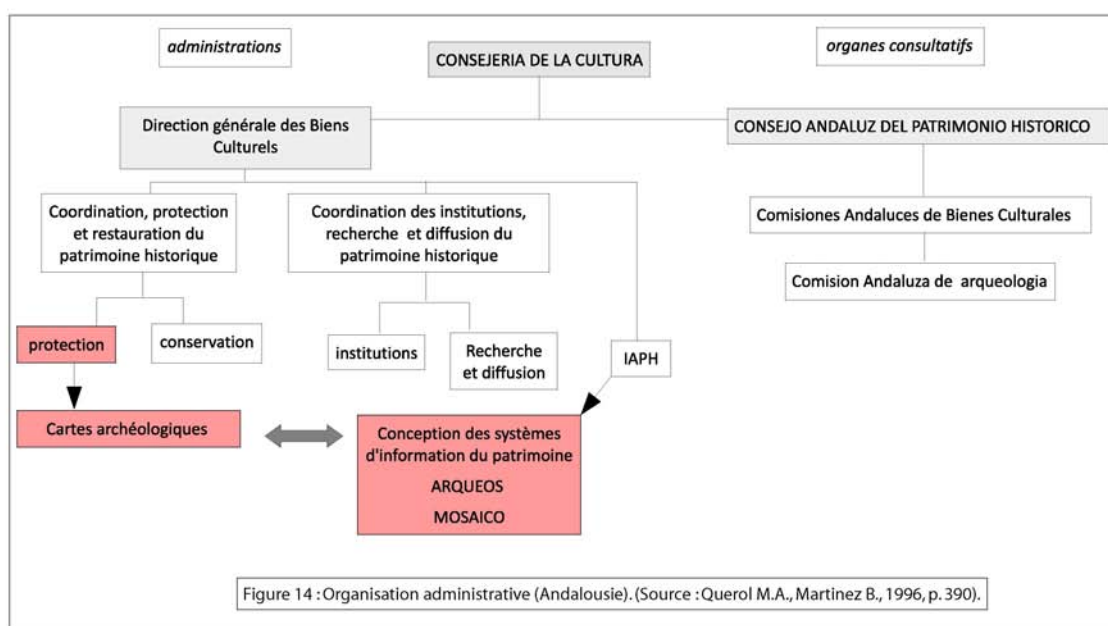 administrations
CONSEJERIA DE LA CULTURA
organes consultatifs
Direction générale des Biens
Culturels
CONSEJO ANDALUZ DEL PATRIMONIO HISTORICO
Coordination, protection
et restauration du
patrimoine historique
Coordination des institutions,
recherche et diffusion du
patrimoine historique
Comisiones Andaluces de Bienes Culturales
Comision Andaluza de arqueologia
protection
conservation
institutions
Recherche
et diffusion
IAPH
Cartes archéologiques
Conception des systèmes
d'information du patrimoine
ARQUEOS
MOSAICO
Figure 14 : Organisation administrative (Andalousie). (Source : Querol M.A., Martinez B., 1996, p. 390).